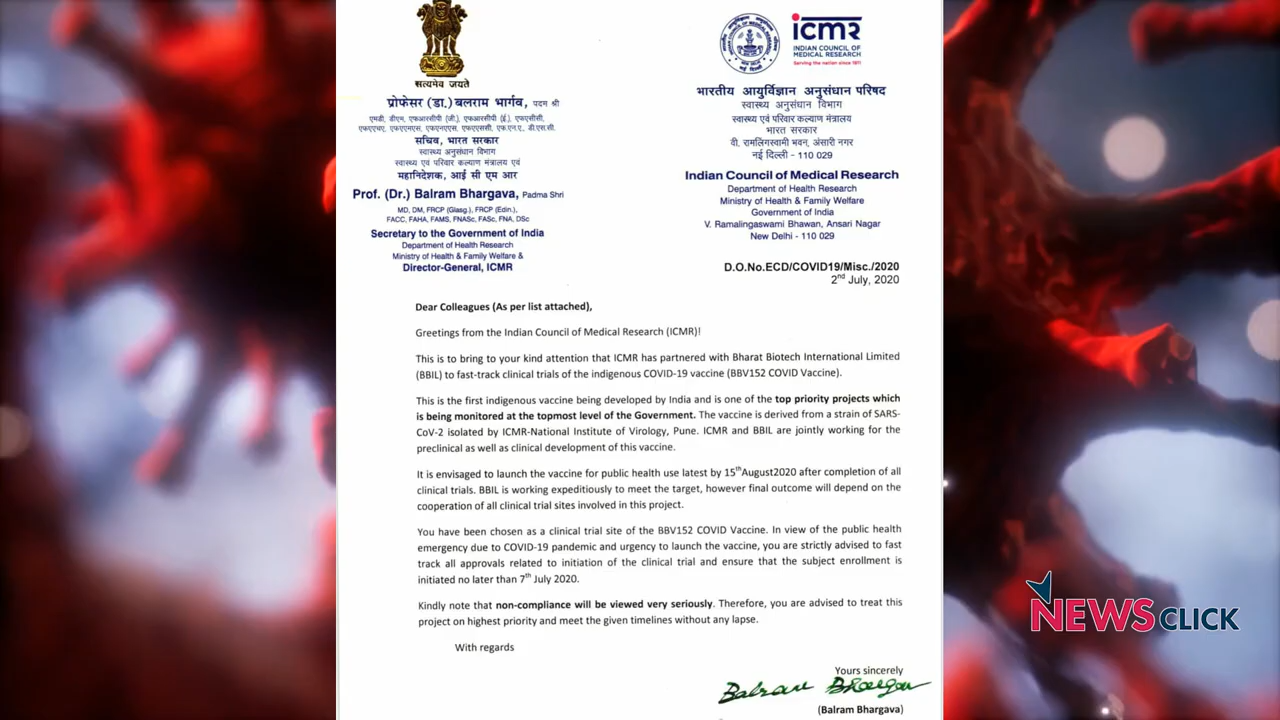 सत्यमेव जयते
प्रोफेसर (डा.) बलराम भार्गव, पदम श्री
एमडी, डीएम, एफआरसीपी (जी.), एफआरसीपी (ई.), एफएसीसी,
एफएएचए, एफएएमएस, एफएनएएस, एफएएससी, एफ.एन.ए., डी.एस.सी.
सचिव, भारत सरकार
स्वास्थ्य अनुसंधान विभाग
स्वास्थ्य एवं परिवार कल्याण मंत्रालय एवं
महानिदेशक, आई सी एम आर
Prof. (Dr.) Balram Bhargava, Padma Shri
MD, DM, FRCP (Glasg.), FRCP (Edin.),
FACC, FAHA, FAMS, FNASc, FASc, FNA, DSc
Secretary to the Government of India
Department of Health Research
Ministry of Health & Family Welfare &
Director-General, ICMR
icmr
INDIAN COUNCIL OF
MEDICAL RESEARCH
Serving the nation since 1911
भारतीय आयुर्विज्ञान अनुसंधान परिषद
स्वास्थ्य अनुसंधान विभाग
स्वास्थ्य एवं परिवार कल्याण मंत्रालय
भारत सरकार
वी. रामलिंगस्वामी भवन, अंसारी नगर
नई दिल्ली - 110 029
Indian Council of Medical Research
Department of Health Research
Ministry of Health & Family Welfare
Government of India
V. Ramalingaswami Bhawan, Ansari Nagar
New Delhi - 110 029
D.O.No.ECD/COVID19/Misc./2020
2nd July, 2020
Dear Colleagues (As per list attached),
Greetings from the Indian Council of Medical Research (ICMR)!
This is to bring to your kind attention that ICMR has partnered with Bharat Biotech International Limited
(BBIL) to fast-track clinical trials of the indigenous COVID-19 vaccine (BBV152 COVID Vaccine).
This is the first indigenous vaccine being developed by India and is one of the top priority projects which
is being monitored at the topmost level of the Government. The vaccine is derived from a strain of SARS-
CoV-2 isolated by ICMR-National Institute of Virology, Pune. ICMR and BBIL are jointly working for the
preclinical as well as clinical development of this vaccine.
It is envisaged to launch the vaccine for public health use latest by 15thAugust2020 after completion of all
clinical trials. BBIL is working expeditiously to meet the target, however final outcome will depend on the
cooperation of all clinical trial sites involved in this project.
You have been chosen as a clinical trial site of the BBV152 COVID Vaccine. In view of the public health
emergency due to COVID-19 pandemic and urgency to launch the vaccine, you are strictly advised to fast
track all approvals related to initiation of the clinical trial and ensure that the subject enrollment is
initiated no later than 7th July 2020.
Kindly note that non-compliance will be viewed very seriously. Therefore, you are advised to treat this
project on highest priority and meet the given timelines without any lapse.
With regards
Yours sincerely
Balram Bhargava
(Balram Bhargava)
NEWSCLICK